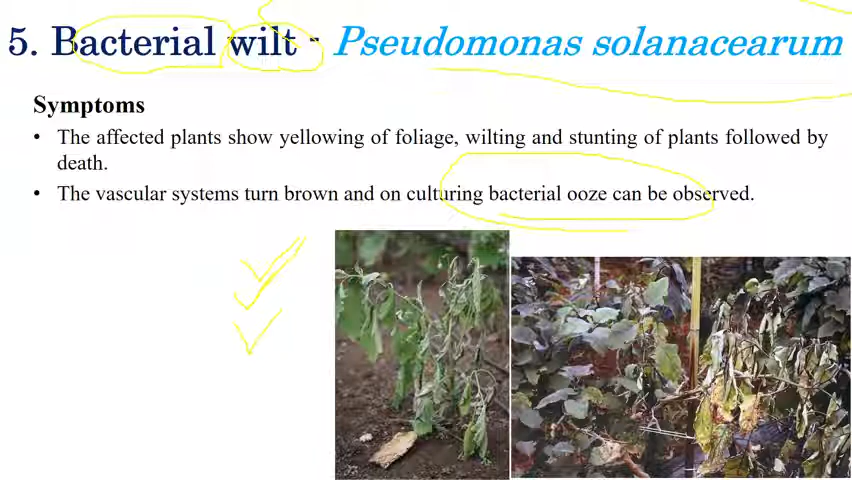 5. Bacterial wilt - Pseudomonas solanacearum
Symptoms
• The affected plants show yellowing of foliage, wilting and stunting of plants followed by
death.
• The vascular systems turn brown and on culturing bacterial ooze can be observed.